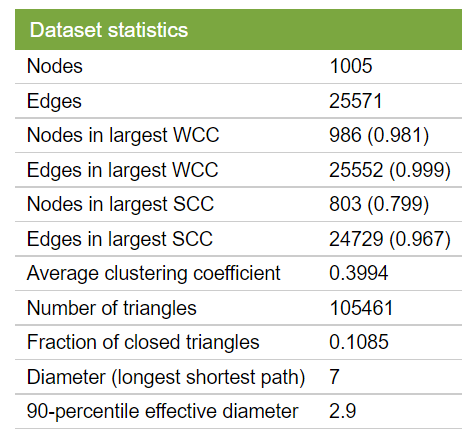 Dataset statistics
Nodes 1005
Edges 25571
Nodes in largest WCC 986 (0.981)
Edges in largest WCC 25552 (0.999)
Nodes in largest SCC 803 (0.799)
Edges in largest SCC 24729 (0.967)
Average clustering coefficient 0.3994
Number of triangles 105461
Fraction of closed triangles 0.1085
Diameter (longest shortest path) 7
90-percentile effective diameter 2.9